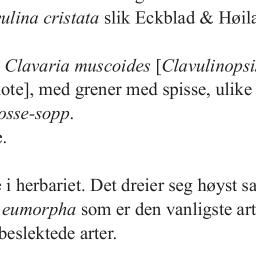 ulina cristata slik Eckblad & Høila
Clavaria muscoides [Clavulinopsis
ote], med grener med spisse, ulike
osse-sopp.
e.
i herbariet. Det dreier seg høyst sa
eumorpha som er den vanligste art
beslektede arter.